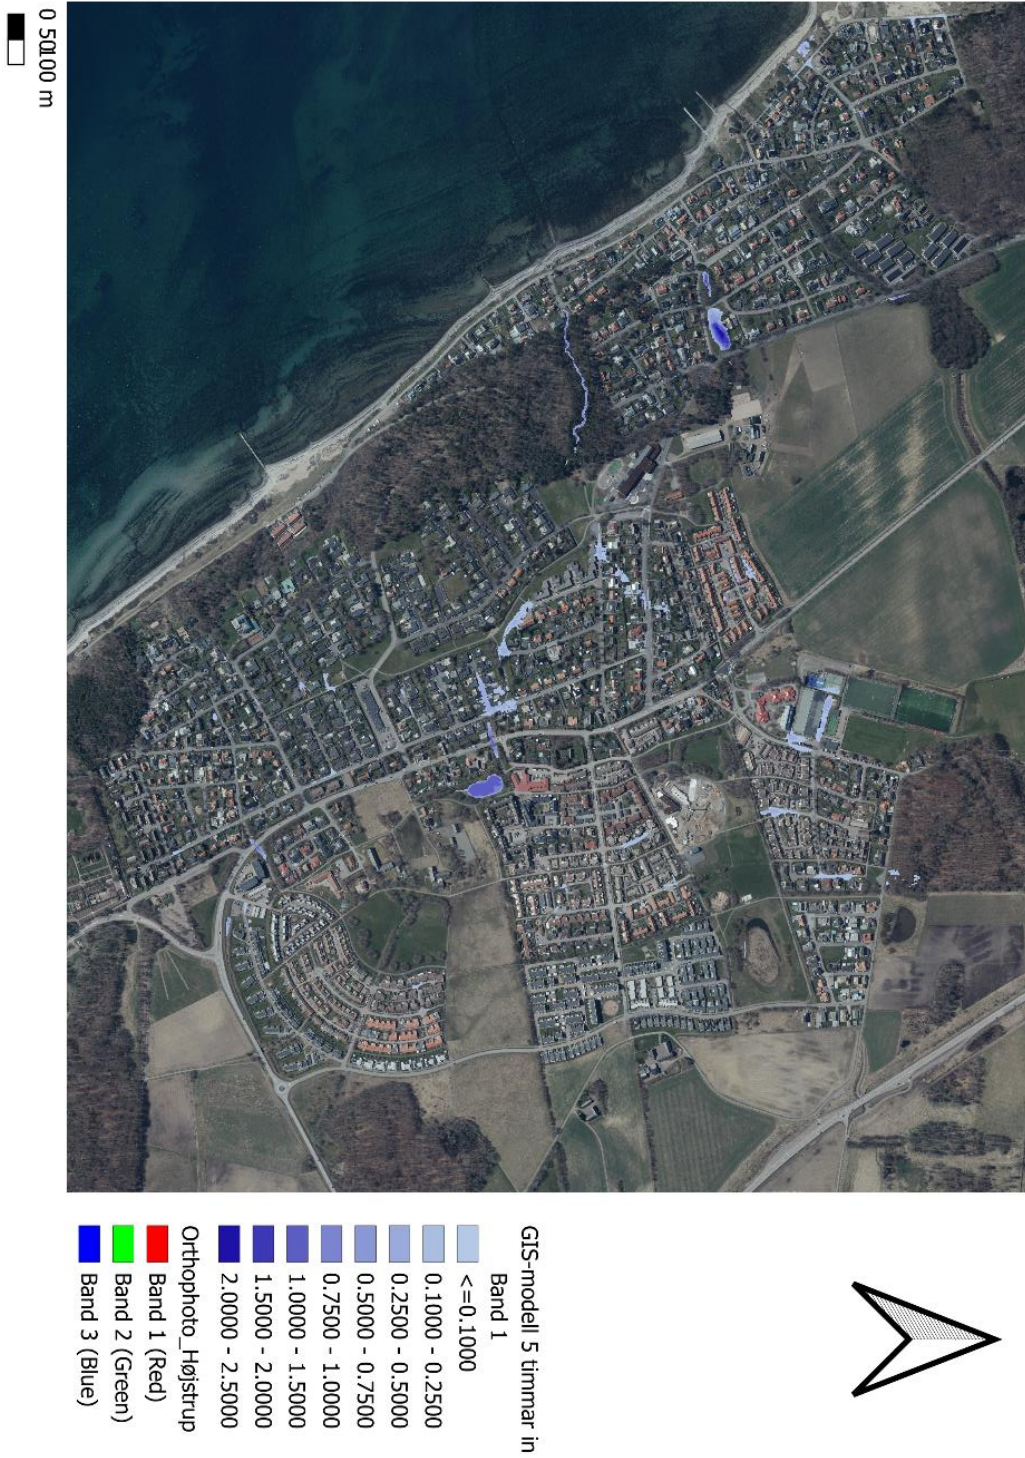 GIS-modell 5 timmar in
Band 1
<=0.1000
0.1000 - 0.2500
0.2500 - 0.5000
0.5000 - 0.7500
0.7500 - 1.0000
1.0000 - 1.5000
1.5000 - 2.0000
2.0000 - 2.5000
Orthophoto_Højstrup
Band 1 (Red)
Band 2 (Green)
Band 3 (Blue)
0 50100 m